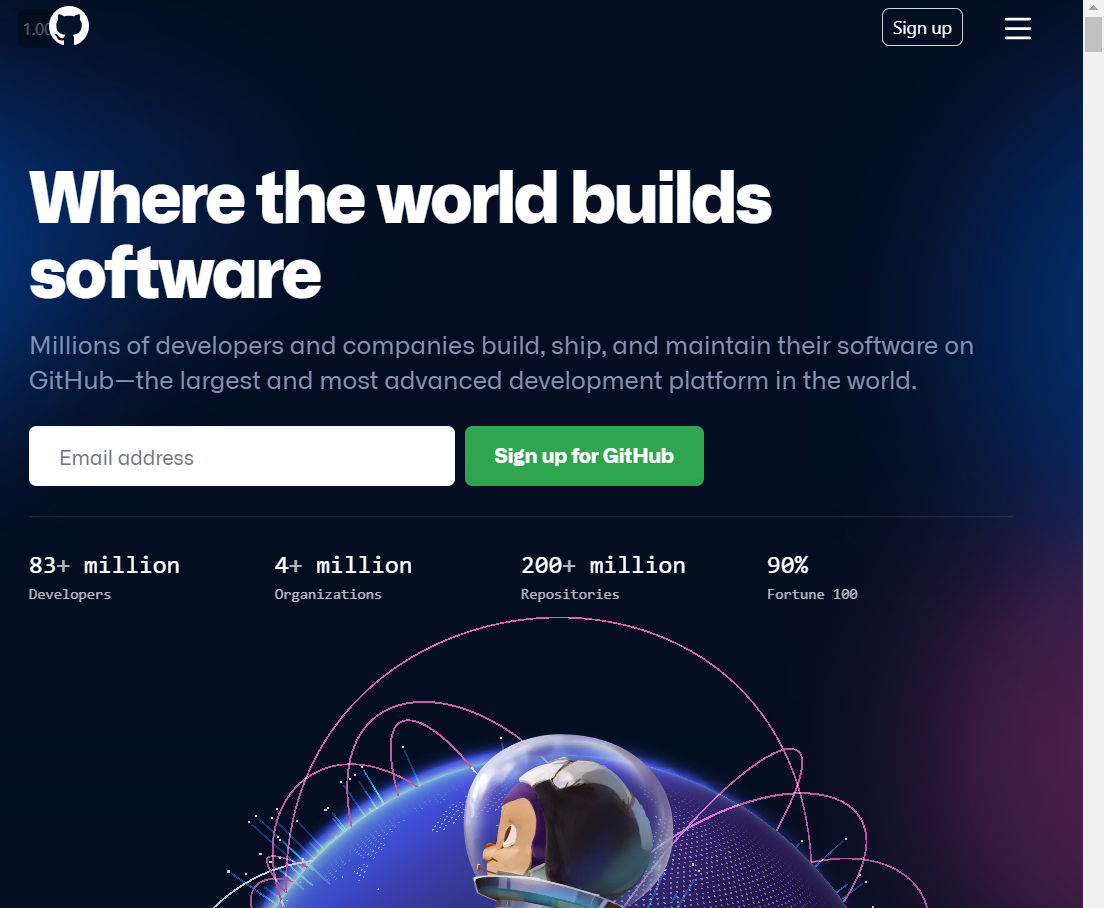 1.00
Sign up
Where the world builds
software
Millions of developers and companies build, ship, and maintain their software on
GitHub—the largest and most advanced development platform in the world.
Email address
Sign up for GitHub
83+ million
Developers
4+ million
Organizations
200+ million
Repositories
90%
Fortune 100